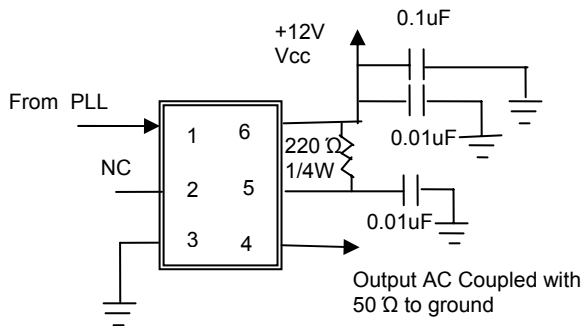 +12V
Vcc
0.1uF
From PLL
0.01uF
1 6
220 Ω
1/4W
NC
2 5
0.01uF
3 4
Output AC Coupled with
50 Ω to ground